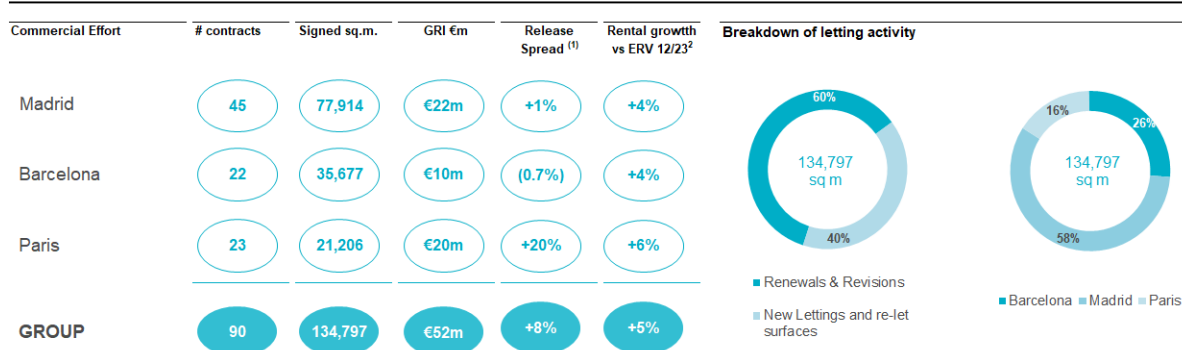 Commercial Effort # contracts Signed sq.m. GRI €m Release Spread (1) Rental growtth vs ERV 12/23²
Madrid 45 77,914 €22m +1% +4%
Barcelona 22 35,677 €10m (0.7%) +4%
Paris 23 21,206 €20m +20% +6%
GROUP 90 134,797 €52m +8% +5%
Breakdown of letting activity
60%
134,797
sq m
40%
Renewals & Revisions
New Lettings and re-let
surfaces
16%
26%
134,797
sq m
58%
Barcelona Madrid Paris